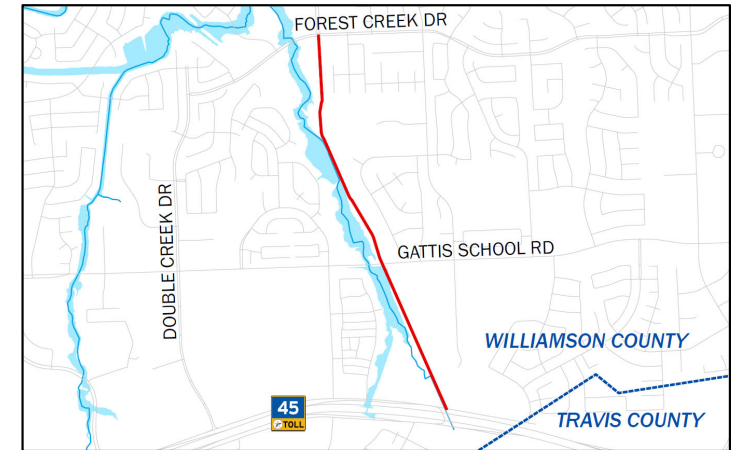 FOREST CREEK DR
DOUBLE CREEK DR
GATTIS SCHOOL RD
WILLIAMSON COUNTY
45
TOLL
TRAVIS COUNTY